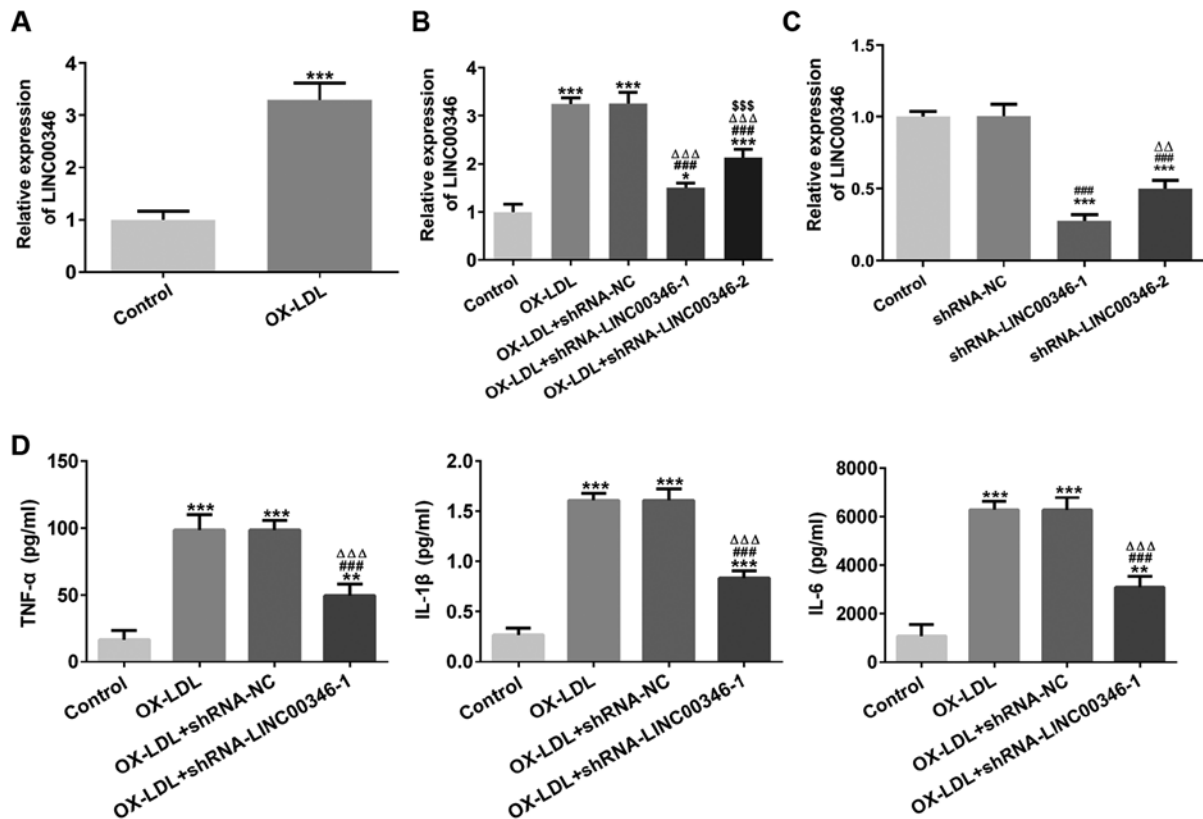 A
Relative expression
of LINC00346
4
3
2
1
0
***
Control
OX-LDL
B
Relative expression
of LINC00346
4
3
2
1
0
***
***
ΔΔΔ
###
*
$$$
ΔΔΔ
###
***
Control
OX-LDL
OX-LDL+shRNA-NC
OX-LDL+shRNA-LINC00346-1
OX-LDL+shRNA-LINC00346-2
C
Relative expression
of LINC00346
1.5
1.0
0.5
0.0
###
***
ΔΔ
###
***
Control
shRNA-NC
shRNA-LINC00346-1
shRNA-LINC00346-2
D
TNF-α (pg/ml)
150
100
50
0
***
***
ΔΔΔ
###
**
Control
OX-LDL
OX-LDL+shRNA-NC
OX-LDL+shRNA-LINC00346-1
IL-1β (pg/ml)
2.0
1.5
1.0
0.5
0.0
***
***
ΔΔΔ
###
***
Control
OX-LDL
OX-LDL+shRNA-NC
OX-LDL+shRNA-LINC00346-1
IL-6 (pg/ml)
8000
6000
4000
2000
0
***
***
ΔΔΔ
###
**
Control
OX-LDL
OX-LDL+shRNA-NC
OX-LDL+shRNA-LINC00346-1